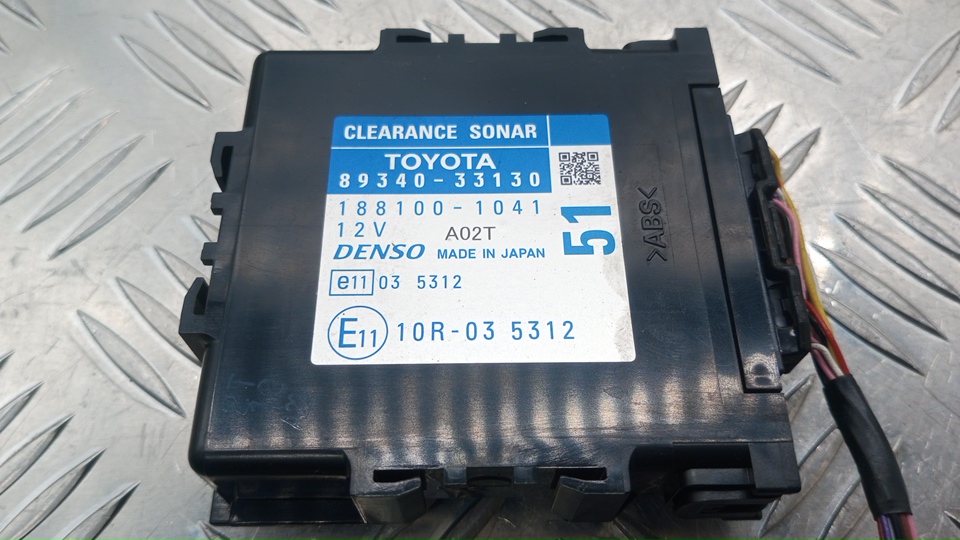 CLEARANCE SONAR
TOYOTA
89340-33130
188100-1041
12V A02T
DENSO MADE IN JAPAN
51
e11 03 5312
E11 10R-03 5312
>ABS<